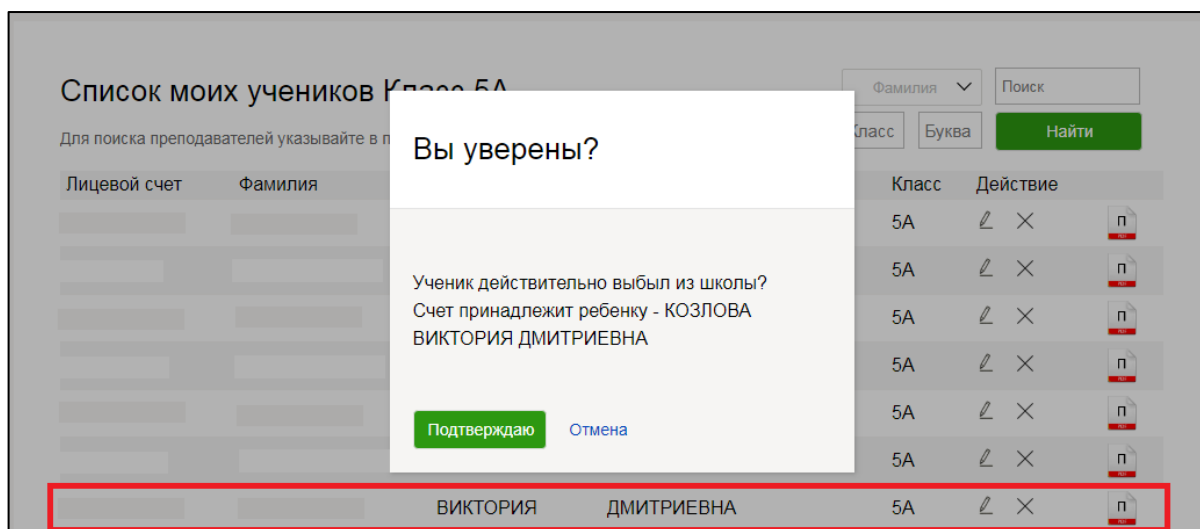 Список моих учеников Класс 5А
Фамилия
Поиск
Для поиска преподавателей указывайте в п
Класс
Буква
Найти
Лицевой счет Фамилия Класс Действие
5А П
5А П
5А П
5А П
5А П
5А П
ВИКТОРИЯ ДМИТРИЕВНА 5А П
Вы уверены?
Ученик действительно выбыл из школы?
Счет принадлежит ребенку - КОЗЛОВА
ВИКТОРИЯ ДМИТРИЕВНА
Подтверждаю Отмена